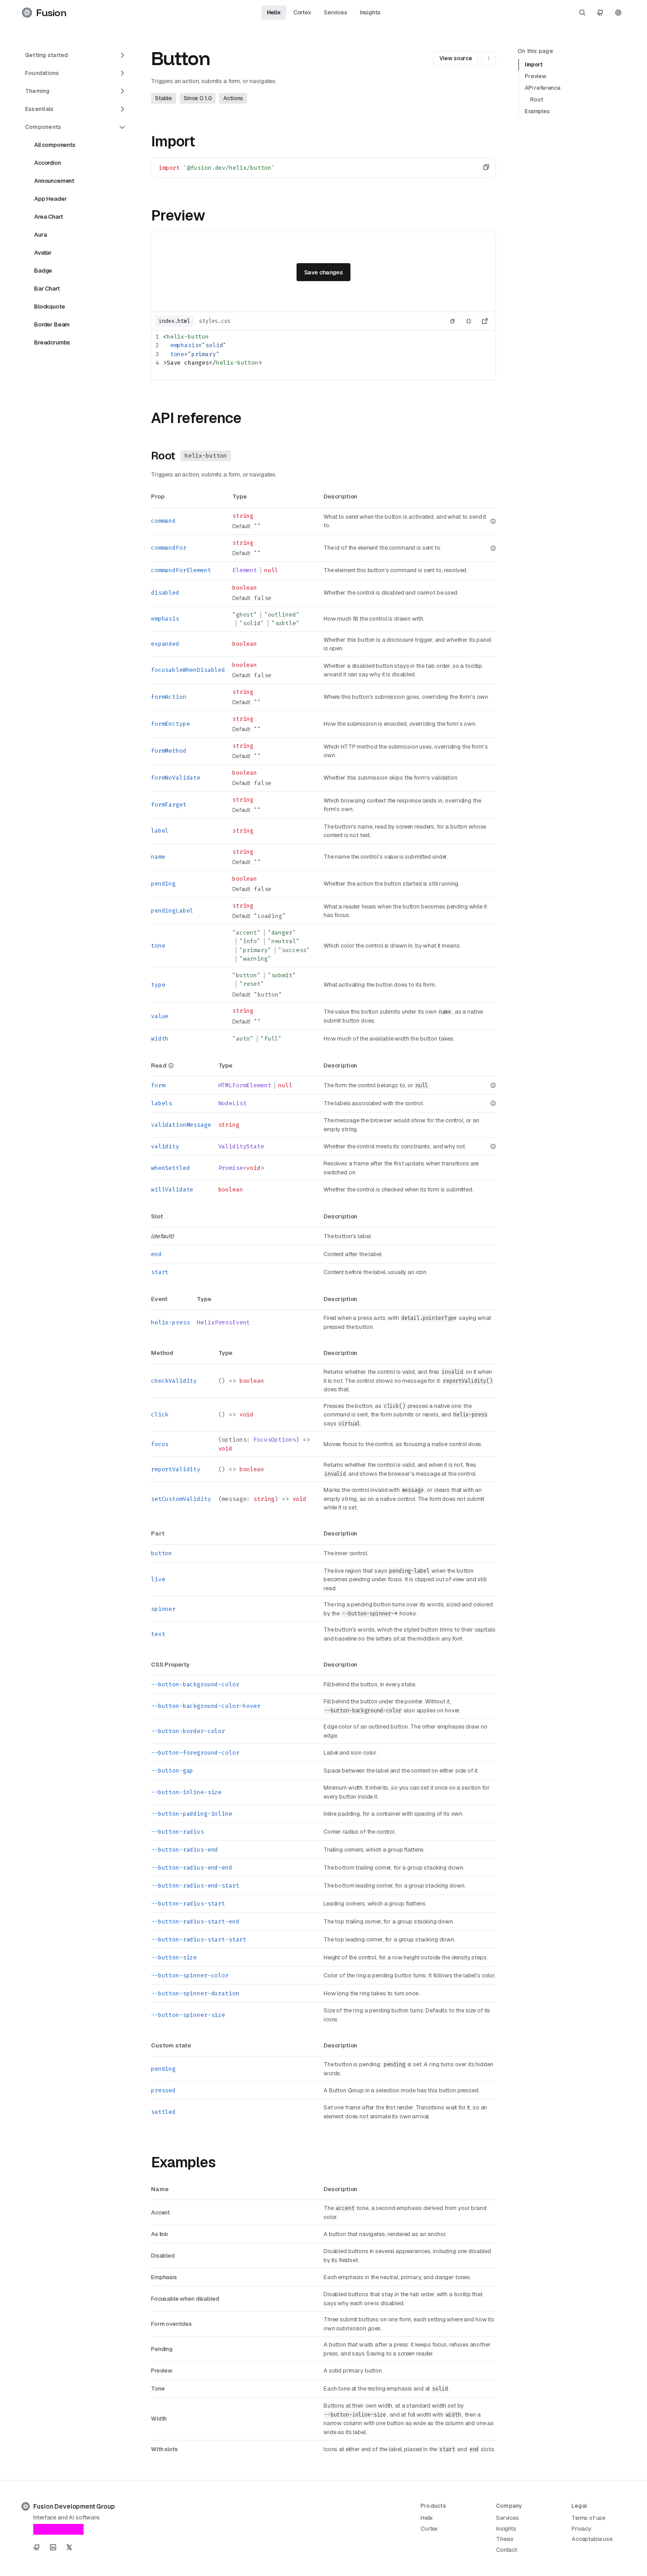 Fusion
Helix
Cortex
Services
Insights
Getting started
Foundations
Theming
Essentials
Components
All components
Accordion
Announcement
App Header
Area Chart
Aura
Avatar
Badge
Bar Chart
Blockquote
Border Beam
Breadcrumbs
Button
View source
Triggers an action, submits a form, or navigates.
Stable
Since 0.1.0
Actions
On this page
Import
Preview
API reference
Root
Examples
Import
import '@fusion.dev/helix/button'
Preview
Save changes
index.html
styles.css
1 <helix-button
2 emphasis="solid"
3 tone="primary"
4 >Save changes</helix-button>
API reference
Root helix-button
Triggers an action, submits a form, or navigates.
Prop Type Description
command string Default "" What to send when the button is activated, and what to send it
to.
commandFor string Default "" The id of the element the command is sent to.
commandForElement Element | null The element this button's command is sent to, resolved.
disabled boolean Default false Whether the control is disabled and cannot be used.
emphasis "ghost" | "outlined" | "solid" | "subtle" How much fill the control is drawn with.
expanded boolean Whether this button is a disclosure trigger, and whether its panel
is open.
focusableWhenDisabled boolean Default false Whether a disabled button stays in the tab order, so a tooltip
around it can say why it is disabled.
formAction string Default "" Where this button's submission goes, overriding the form's own.
formEnctype string Default "" How the submission is encoded, overriding the form's own.
formMethod string Default "" Which HTTP method the submission uses, overriding the form's
own.
formNoValidate boolean Default false Whether this submission skips the form's validation.
formTarget string Default "" Which browsing context the response lands in, overriding the
form's own.
label string The button's name, read by screen readers, for a button whose
content is not text.
name string Default "" The name the control's value is submitted under.
pending boolean Default false Whether the action the button started is still running.
pendingLabel string Default "Loading" What a reader hears when the button becomes pending while it
has focus.
tone "accent" | "danger" | "info" | "neutral" | "primary" | "success" | "warning" Which color the control is drawn in, by what it means.
type "button" | "submit" | "reset" Default "button" What activating the button does to its form.
value string Default "" The value this button submits under its own name, as a native
submit button does.
width "auto" | "full" How much of the available width the button takes.
Read Type Description
form HTMLFormElement | null The form the control belongs to, or null.
labels NodeList The labels associated with the control.
validationMessage string The message the browser would show for the control, or an
empty string.
validity ValidityState Whether the control meets its constraints, and why not.
whenSettled Promise<void> Resolves a frame after the first update, when transitions are
switched on.
willValidate boolean Whether the control is checked when its form is submitted.
Slot Description
(default) The button's label.
end Content after the label.
start Content before the label, usually an icon.
Event Type Description
helix-press HelixPressEvent Fired when a press acts, with detail.pointerType saying what
pressed the button.
Method Type Description
checkValidity () => boolean Returns whether the control is valid, and fires invalid on it when
it is not. The control shows no message for it: reportValidity()
does that.
click () => void Presses the button, as click() presses a native one: the
command is sent, the form submits or resets, and helix-press
says virtual.
focus (options: FocusOptions) => void Moves focus to the control, as focusing a native control does.
reportValidity () => boolean Returns whether the control is valid, and when it is not, fires
invalid and shows the browser's message at the control.
setCustomValidity (message: string) => void Marks the control invalid with message, or clears that with an
empty string, as on a native control. The form does not submit
while it is set.
Part Description
button The inner control.
live The live region that says pending-label when the button
becomes pending under focus. It is clipped out of view and still
read.
spinner The ring a pending button turns over its words, sized and colored
by the --button-spinner-* hooks.
text The button's words, which the styled button trims to their capitals
and baseline so the letters sit at the middle in any font.
CSS Property Description
--button-background-color Fill behind the button, in every state.
--button-background-color-hover Fill behind the button under the pointer. Without it,
--button-background-color also applies on hover.
--button-border-color Edge color of an outlined button. The other emphases draw no
edge.
--button-foreground-color Label and icon color.
--button-gap Space between the label and the content on either side of it.
--button-inline-size Minimum width. It inherits, so you can set it once on a section for
every button inside it.
--button-padding-inline Inline padding, for a container with spacing of its own.
--button-radius Corner radius of the control.
--button-radius-end Trailing corners, which a group flattens.
--button-radius-end-end The bottom trailing corner, for a group stacking down.
--button-radius-end-start The bottom leading corner, for a group stacking down.
--button-radius-start Leading corners, which a group flattens.
--button-radius-start-end The top trailing corner, for a group stacking down.
--button-radius-start-start The top leading corner, for a group stacking down.
--button-size Height of the control, for a row height outside the density steps.
--button-spinner-color Color of the ring a pending button turns. It follows the label's color.
--button-spinner-duration How long the ring takes to turn once.
--button-spinner-size Size of the ring a pending button turns. Defaults to the size of its
icons.
Custom state Description
pending The button is pending: pending is set. A ring turns over its hidden
words.
pressed A Button Group in a selection mode has this button pressed.
settled Set one frame after the first render. Transitions wait for it, so an
element does not animate its own arrival.
Examples
Name Description
Accent The accent tone, a second emphasis derived from your brand
color.
As link A button that navigates, rendered as an anchor.
Disabled Disabled buttons in several appearances, including one disabled
by its fieldset.
Emphasis Each emphasis in the neutral, primary, and danger tones.
Focusable when disabled Disabled buttons that stay in the tab order, with a tooltip that
says why each one is disabled.
Form overrides Three submit buttons on one form, each setting where and how its
own submission goes.
Pending A button that waits after a press: it keeps focus, refuses another
press, and says Saving to a screen reader.
Preview A solid primary button.
Tone Each tone at the resting emphasis and at solid.
Width Buttons at their own width, at a standard width set by
--button-inline-size, and at full width with width, then a
narrow column with one button as wide as the column and one as
wide as its label.
With slots Icons at either end of the label, placed in the start and end slots.
Fusion Development Group
Interface and AI software.
Products
Helix
Cortex
Company
Services
Insights
Thesis
Contact
Legal
Terms of use
Privacy
Acceptable use